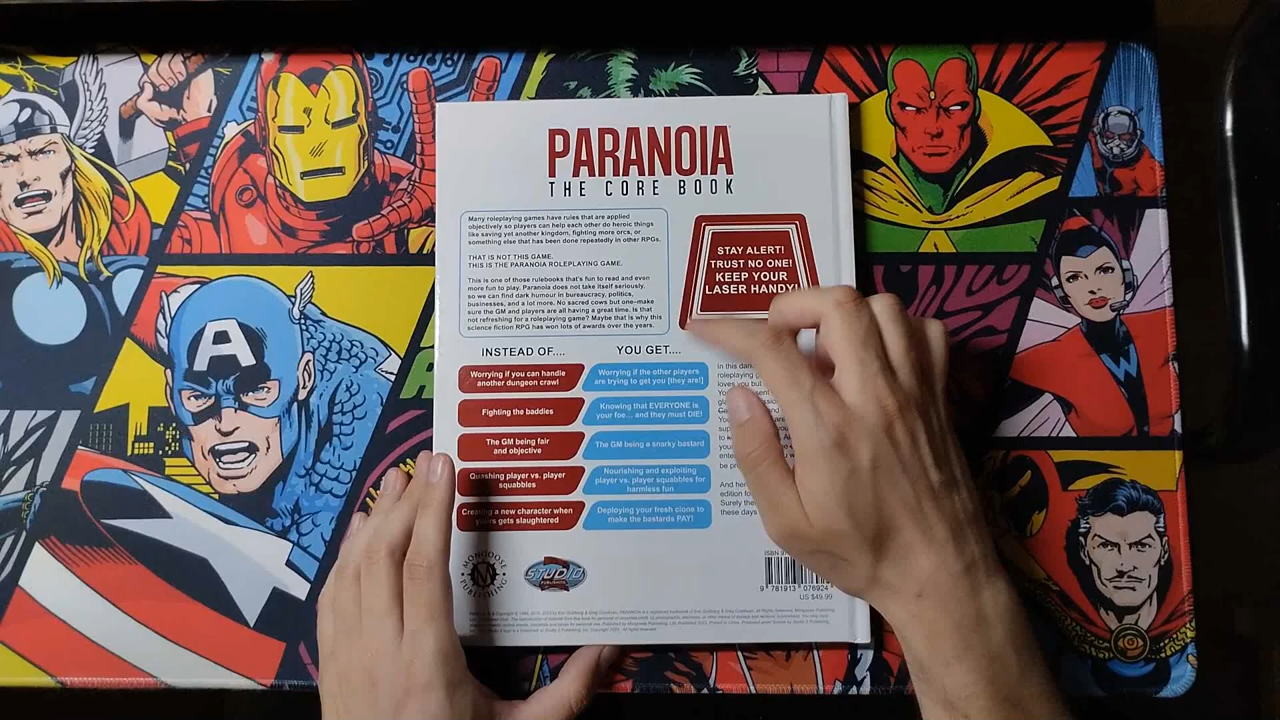 PARANOIA
THE CORE BOOK
Many roleplaying games have rules that are applied
objectively so players can help each other do heroic things
like saving yet another kingdom, fighting more orcs, or
something else that has been done repeatedly in other RPGs.
THAT IS NOT THIS GAME.
THIS IS THE PARANOIA ROLEPLAYING GAME.
This is one of those rulebooks that's fun to read and even
more fun to play. Paranoia does not take itself seriously,
so we can find dark humour in bureaucracy, politics,
businesses, and a lot more. No sacred cows but one–make
sure the GM and players are all having a great time. Is that
not refreshing for a roleplaying game? Maybe that is why this
science fiction RPG has won lots of awards over the years.
STAY ALERT!
TRUST NO ONE!
KEEP YOUR
LASER HANDY!
INSTEAD OF....
YOU GET....
Worrying if you can handle
another dungeon crawl
Worrying if the other players
are trying to get you [they are!]
Fighting the baddies
Knowing that EVERYONE is
your foe... and they must DIE!
The GM being fair
and objective
The GM being a snarky bastard
Quashing player vs. player
squabbles
Nourishing and exploiting
player vs. player squabbles for
harmless fun
Creating a new character when
yours gets slaughtered
Deploying your fresh clone to
make the bastards PAY!
In this dark
roleplaying
loves you but
be
And
edition
Surely
these days
MONGOOSE
PUBLISHING
STUDIO
PUBLISHING
ISBN
9 781913 076924
US $49.99
A
W